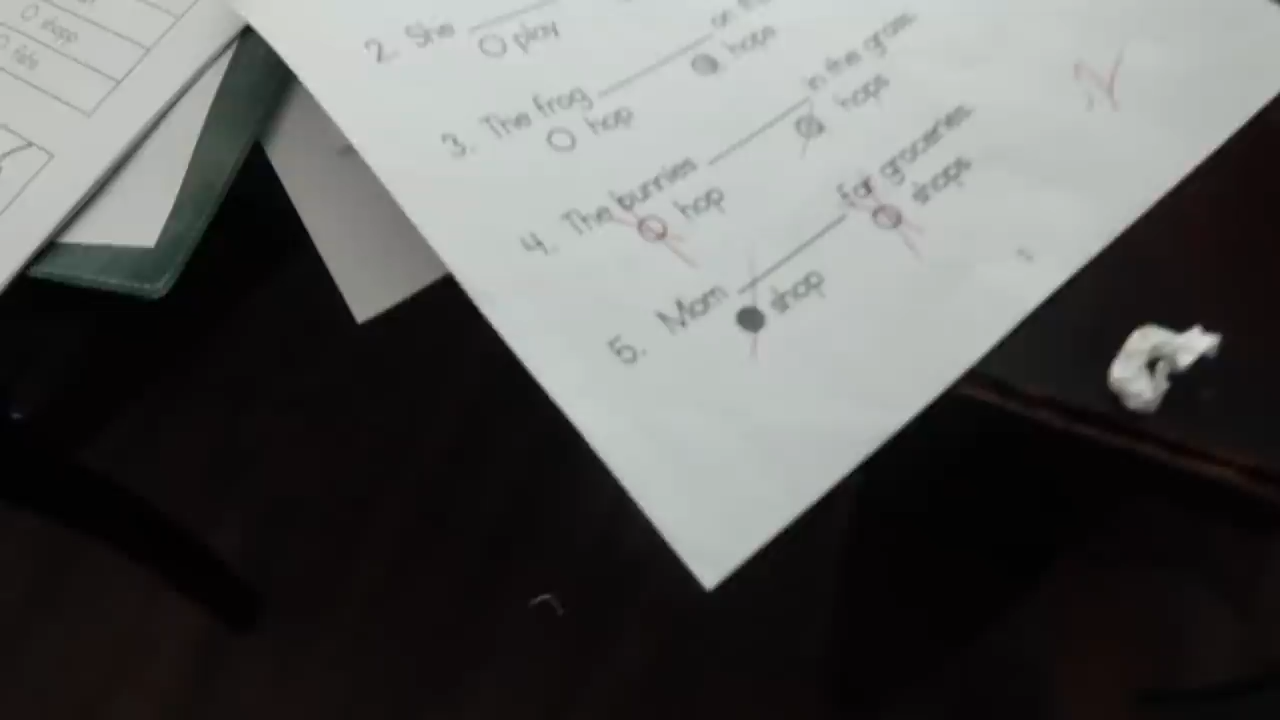 shopp
2. She
play
3. The frog on the
hop hops
4. The bunnies in the grass
hop hops
5. Mom for groceries
shop shops